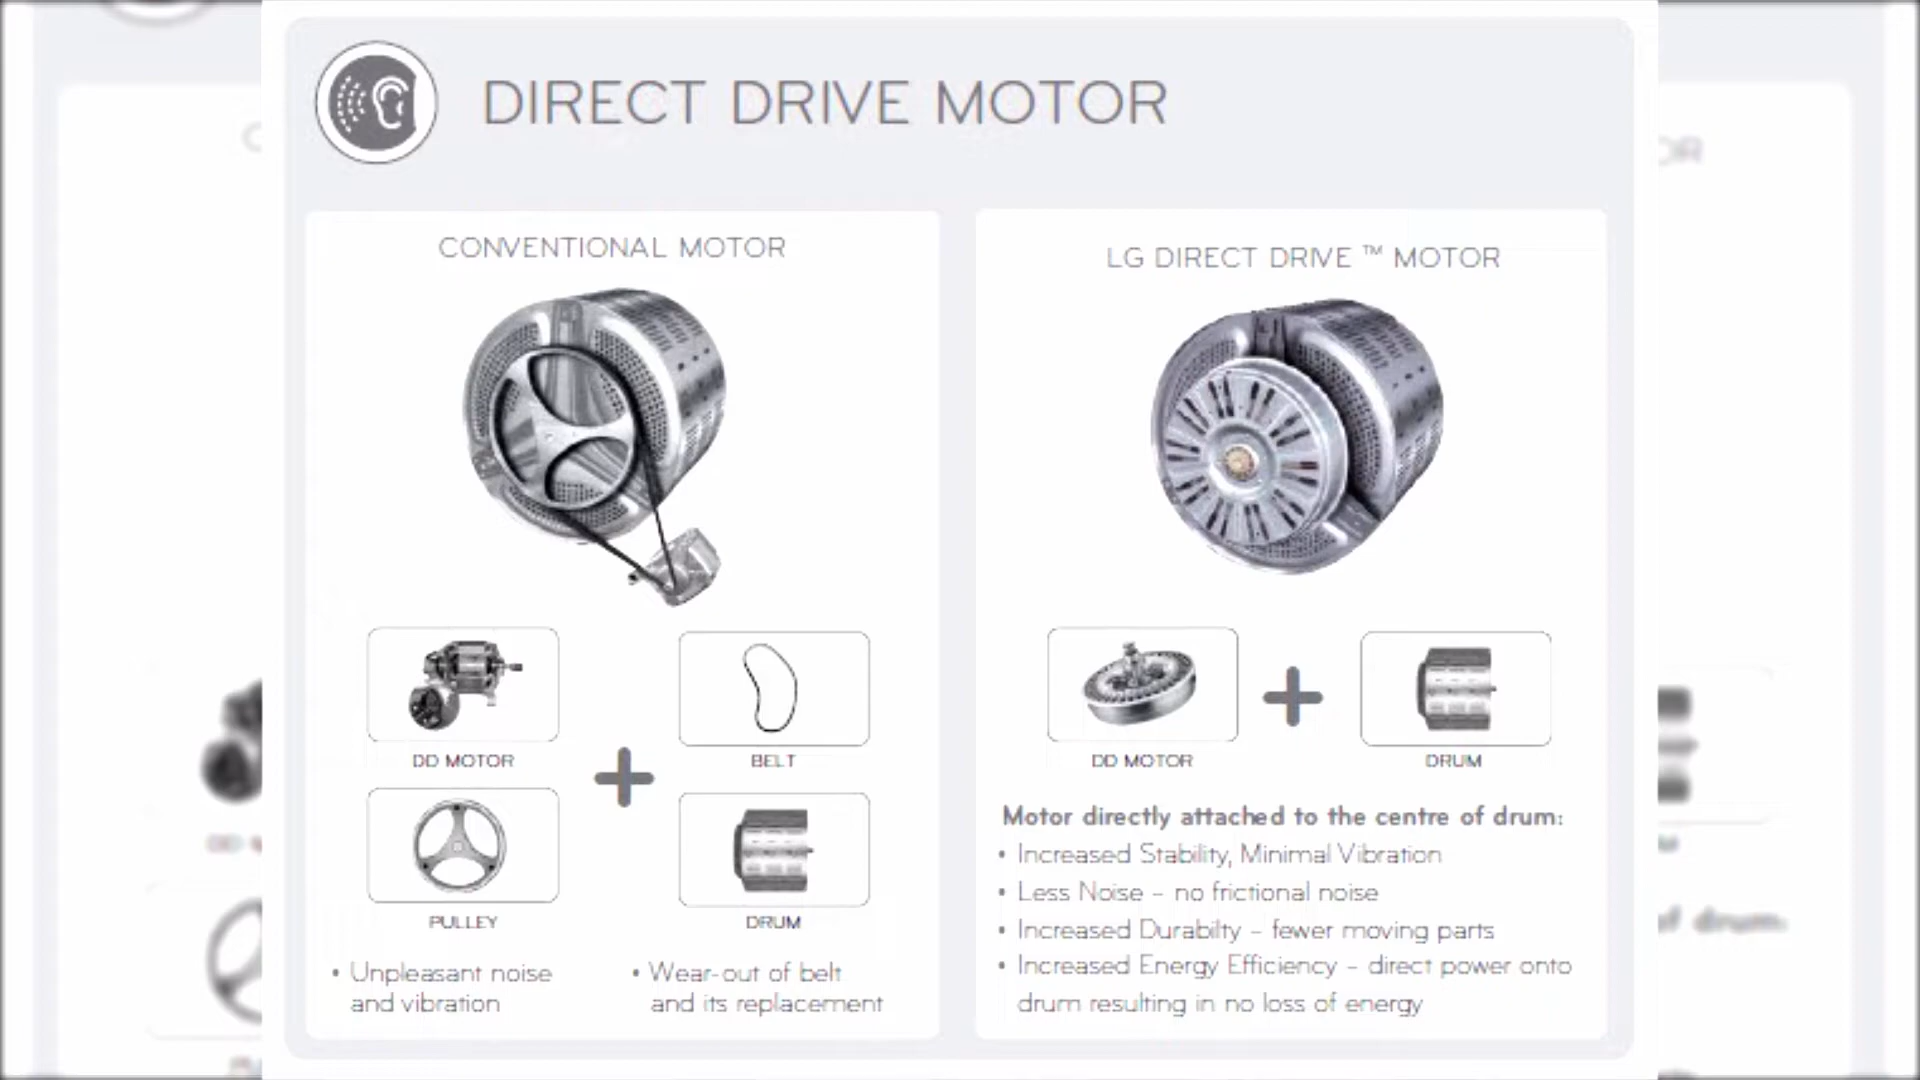 DIRECT DRIVE MOTOR
CONVENTIONAL MOTOR
DD MOTOR
BELT
PULLEY
DRUM
• Unpleasant noise
and vibration
• Wear-out of belt
and its replacement
LG DIRECT DRIVE ™ MOTOR
DD MOTOR
DRUM
Motor directly attached to the centre of drum:
• Increased Stability, Minimal Vibration
• Less Noise – no frictional noise
• Increased Durabilty – fewer moving parts
• Increased Energy Efficiency – direct power onto
drum resulting in no loss of energy
of drum: